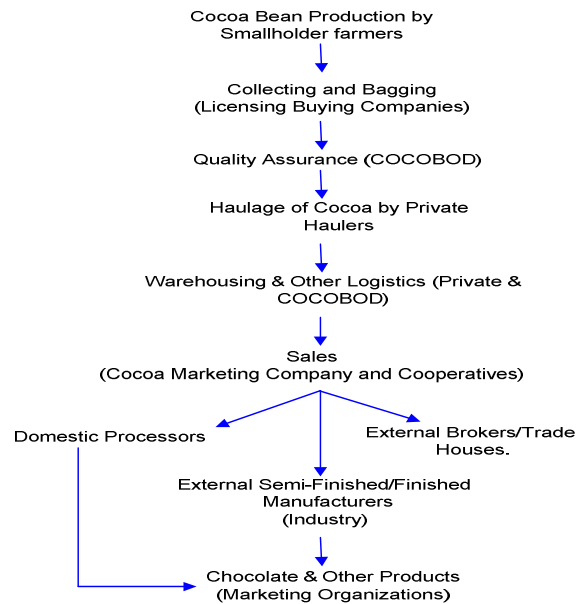 Cocoa Bean Production by
Smallholder farmers
Collecting and Bagging
(Licensing Buying Companies)
Quality Assurance (COCOBOD)
Haulage of Cocoa by Private
Haulers
Warehousing & Other Logistics (Private &
COCOBOD)
Sales
(Cocoa Marketing Company and Cooperatives)
Domestic Processors
External Brokers/Trade
Houses.
External Semi-Finished/Finished
Manufacturers
(Industry)
Chocolate & Other Products
(Marketing Organizations)